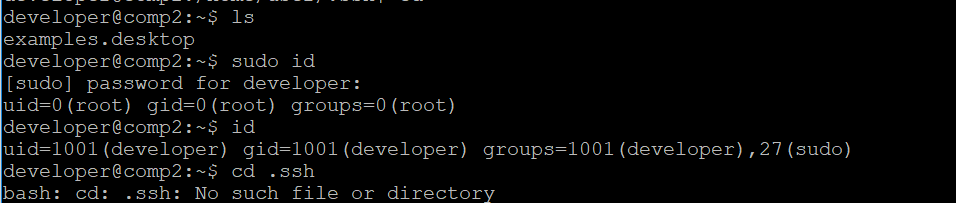 developer@comp2:~$ ls
examples.desktop
developer@comp2:~$ sudo id
[sudo] password for developer:
uid=0(root) gid=0(root) groups=0(root)
developer@comp2:~$ id
uid=1001(developer) gid=1001(developer) groups=1001(developer),27(sudo)
developer@comp2:~$ cd .ssh
bash: cd: .ssh: No such file or directory